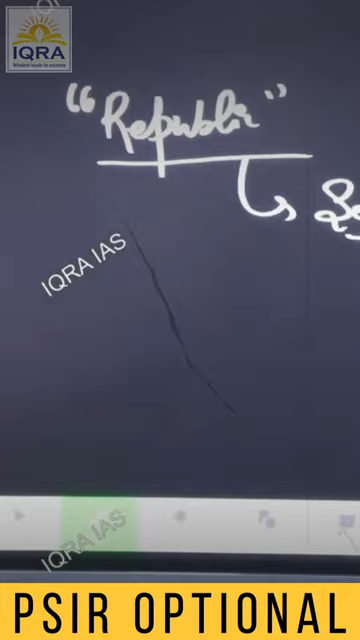 IQRA
Wisdom leads to success
"Republic"
IQRA IAS
IQRA IAS
PSIR OPTIONAL